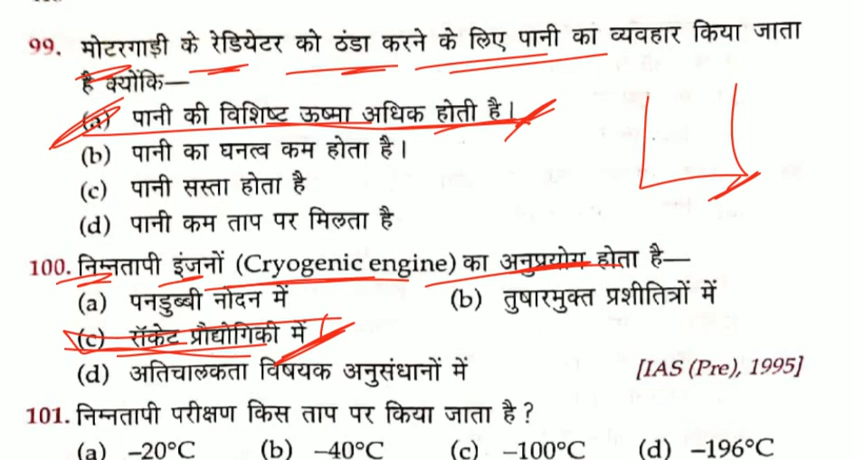 99. मोटरगाड़ी के रेडियेटर को ठंडा करने के लिए पानी का व्यवहार किया जाता
है क्योंकि—
(a) पानी की विशिष्ट ऊष्मा अधिक होती है।
(b) पानी का घनत्व कम होता है।
(c) पानी सस्ता होता है
(d) पानी कम ताप पर मिलता है
100. निम्नतापी इंजनों (Cryogenic engine) का अनुप्रयोग होता है—
(a) पनडुब्बी नोदन में (b) तुषारमुक्त प्रशीतित्रों में
(c) रॉकेट प्रौद्योगिकी में
(d) अतिचालकता विषयक अनुसंधानों में [IAS (Pre), 1995]
101. निम्नतापी परीक्षण किस ताप पर किया जाता है ?
(a) –20°C (b) –40°C (c) –100°C (d) –196°C